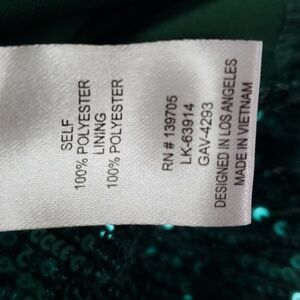 SELF
100% POLYESTER
LINING
100% POLYESTER
RN # 139705
LK-63914
GAV-4293
DESIGNED IN LOS ANGELES
MADE IN VIETNAM